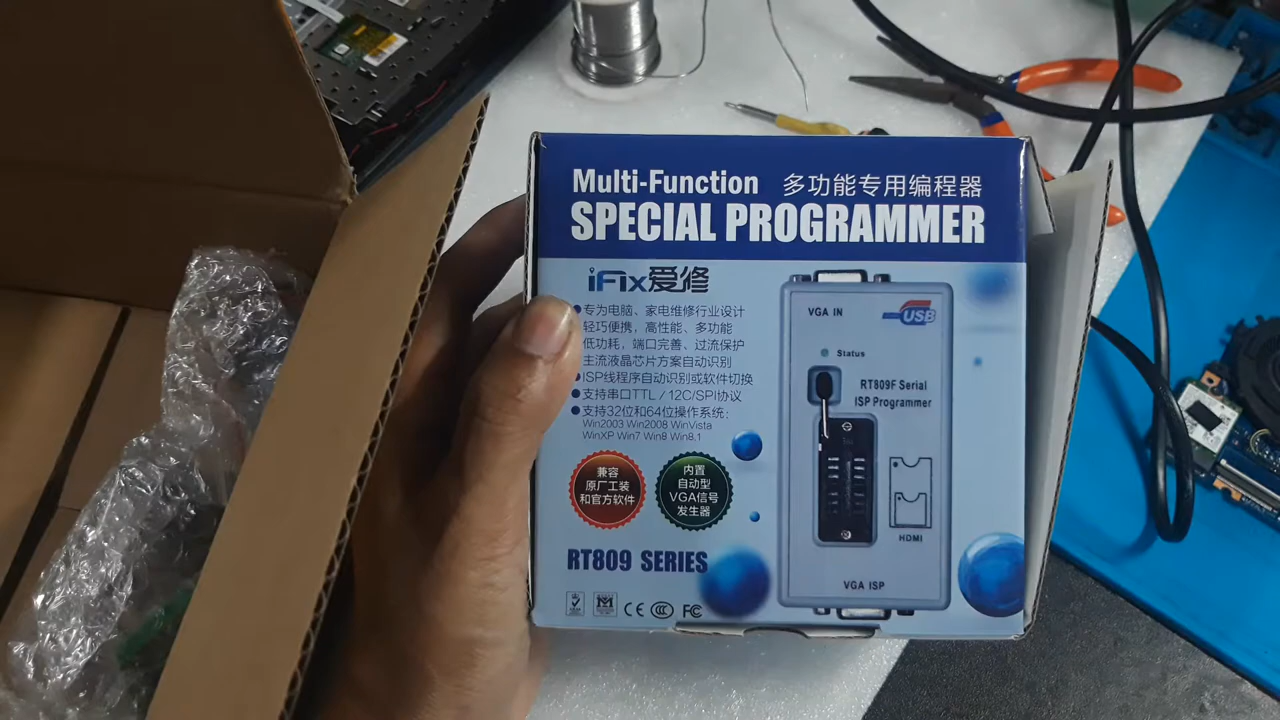 Multi-Function 多功能专用编程器
SPECIAL PROGRAMMER
iFix爱修
专为电脑、家电维修行业设计
轻巧便携，高性能、多功能
低功耗，端口完善、过流保护
主流液晶芯片方案自动识别
ISP线程序自动识别或软件切换
支持串口TTL / 12C/SPI协议
支持32位和64位操作系统:
Win2003 Win2008 WinVista
WinXP Win7 Win8 Win8.1
兼容
原厂工装
和官方软件
内置
自动型
VGA信号
发生器
RT809 SERIES
CE CCC FC
VGA IN
USB
Status
RT809F Serial
ISP Programmer
HDMI
VGA ISP